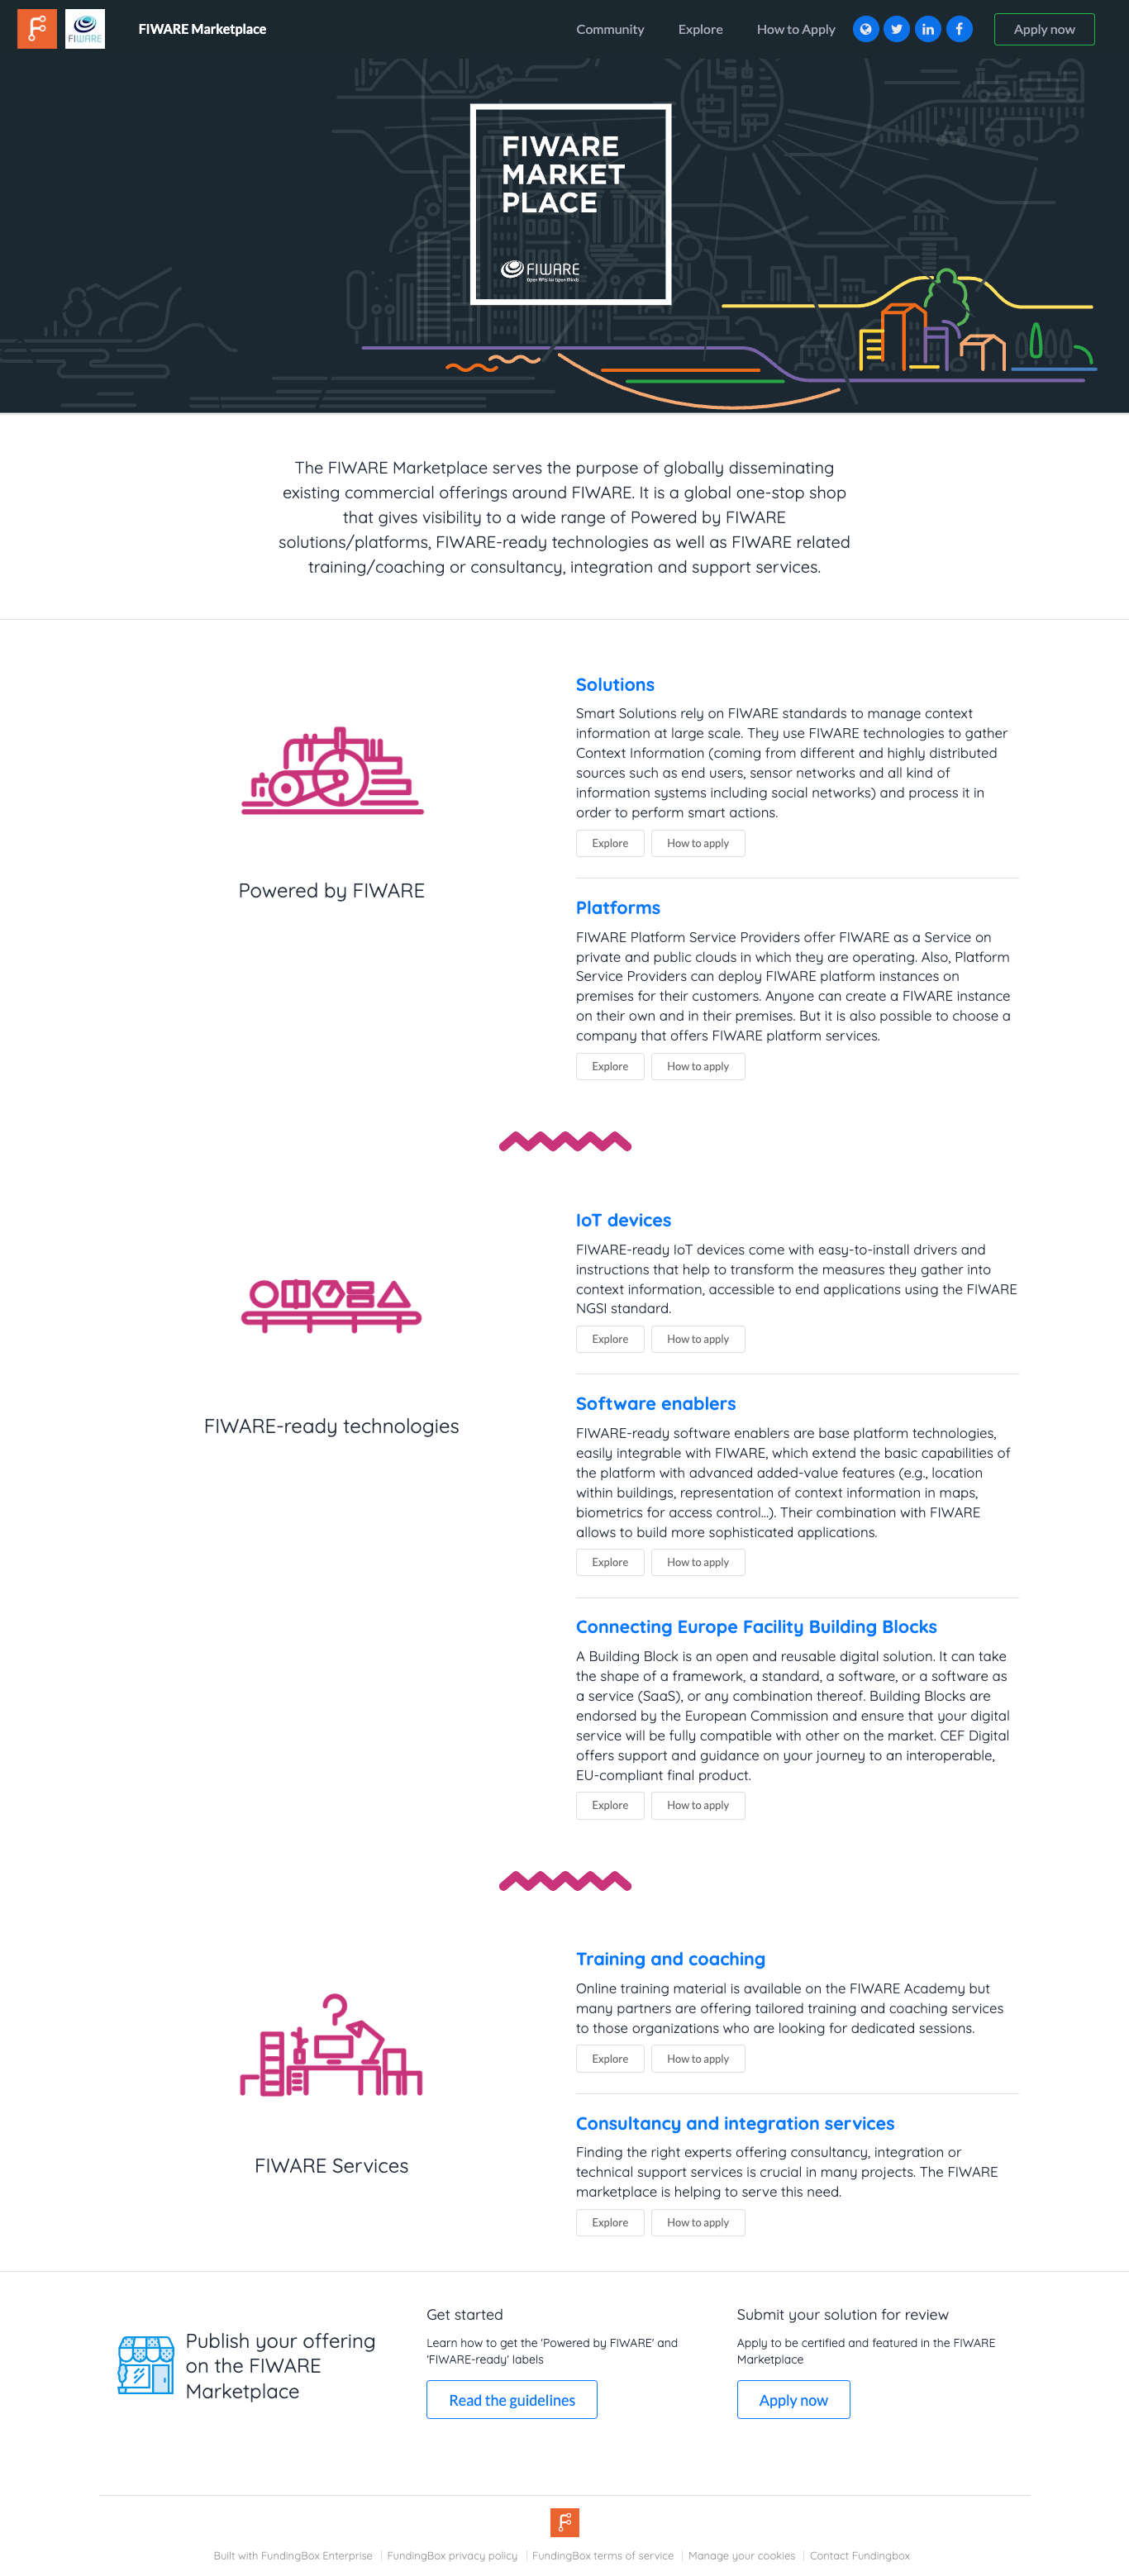 FIWARE
FIWARE Marketplace
Community
Explore
How to Apply
Apply now
FIWARE
MARKET
PLACE
FIWARE
Open APIs for Open Minds
The FIWARE Marketplace serves the purpose of globally disseminating
existing commercial offerings around FIWARE. It is a global one-stop shop
that gives visibility to a wide range of Powered by FIWARE
solutions/platforms, FIWARE-ready technologies as well as FIWARE related
training/coaching or consultancy, integration and support services.
Powered by FIWARE
Solutions
Smart Solutions rely on FIWARE standards to manage context
information at large scale. They use FIWARE technologies to gather
Context Information (coming from different and highly distributed
sources such as end users, sensor networks and all kind of
information systems including social networks) and process it in
order to perform smart actions.
Explore
How to apply
Platforms
FIWARE Platform Service Providers offer FIWARE as a Service on
private and public clouds in which they are operating. Also, Platform
Service Providers can deploy FIWARE platform instances on
premises for their customers. Anyone can create a FIWARE instance
on their own and in their premises. But it is also possible to choose a
company that offers FIWARE platform services.
Explore
How to apply
FIWARE-ready technologies
IoT devices
FIWARE-ready IoT devices come with easy-to-install drivers and
instructions that help to transform the measures they gather into
context information, accessible to end applications using the FIWARE
NGSI standard.
Explore
How to apply
Software enablers
FIWARE-ready software enablers are base platform technologies,
easily integrable with FIWARE, which extend the basic capabilities of
the platform with advanced added-value features (e.g., location
within buildings, representation of context information in maps,
biometrics for access control...). Their combination with FIWARE
allows to build more sophisticated applications.
Explore
How to apply
Connecting Europe Facility Building Blocks
A Building Block is an open and reusable digital solution. It can take
the shape of a framework, a standard, a software, or a software as
a service (SaaS), or any combination thereof. Building Blocks are
endorsed by the European Commission and ensure that your digital
service will be fully compatible with other on the market. CEF Digital
offers support and guidance on your journey to an interoperable,
EU-compliant final product.
Explore
How to apply
FIWARE Services
Training and coaching
Online training material is available on the FIWARE Academy but
many partners are offering tailored training and coaching services
to those organizations who are looking for dedicated sessions.
Explore
How to apply
Consultancy and integration services
Finding the right experts offering consultancy, integration or
technical support services is crucial in many projects. The FIWARE
marketplace is helping to serve this need.
Explore
How to apply
Publish your offering
on the FIWARE
Marketplace
Get started
Learn how to get the 'Powered by FIWARE' and
'FIWARE-ready' labels
Read the guidelines
Submit your solution for review
Apply to be certified and featured in the FIWARE
Marketplace
Apply now
Built with FundingBox Enterprise
FundingBox privacy policy
FundingBox terms of service
Manage your cookies
Contact Fundingbox